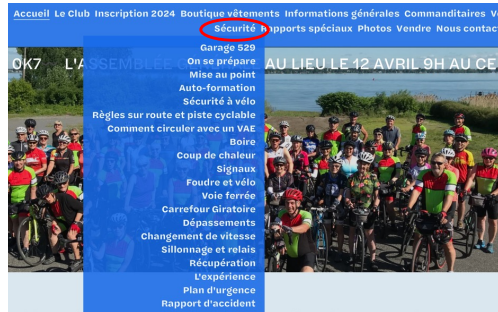 Accueil Le Club Inscription 2024 Boutique vêtements Informations générales Commanditaires
Sécurité Rapports spéciaux Photos Vendre Nous contac
Garage 529
OK7 L'ASSEMBLÉE AU LIEU LE 12 AVRIL 9H AU CE
On se prépare
Mise au point
Auto-formation
Sécurité à vélo
Règles sur route et piste cyclable
Comment circuler avec un VAE
Boire
Coup de chaleur
Signaux
Foudre et vélo
Voie ferrée
Carrefour Giratoire
Dépassements
Changement de vitesse
Sillonnage et relais
Récupération
L'expérience
Plan d'urgence
Rapport d'accident